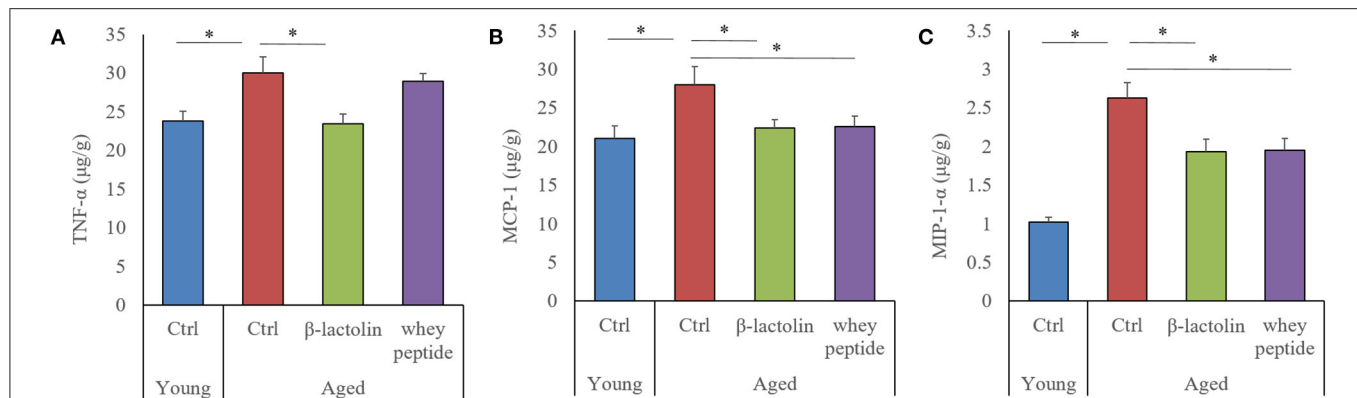 A
TNF-α (µg/g)
35
30
25
20
15
10
5
0
* *
Ctrl Ctrl β-lactolin whey
peptide
Young Aged
B
MCP-1 (µg/g)
35
30
25
20
15
10
5
0
* *
*
Ctrl Ctrl β-lactolin whey
peptide
Young Aged
C
MIP-1-α (µg/g)
3.5
3
2.5
2
1.5
1
0.5
0
* *
*
Ctrl Ctrl β-lactolin whey
peptide
Young Aged